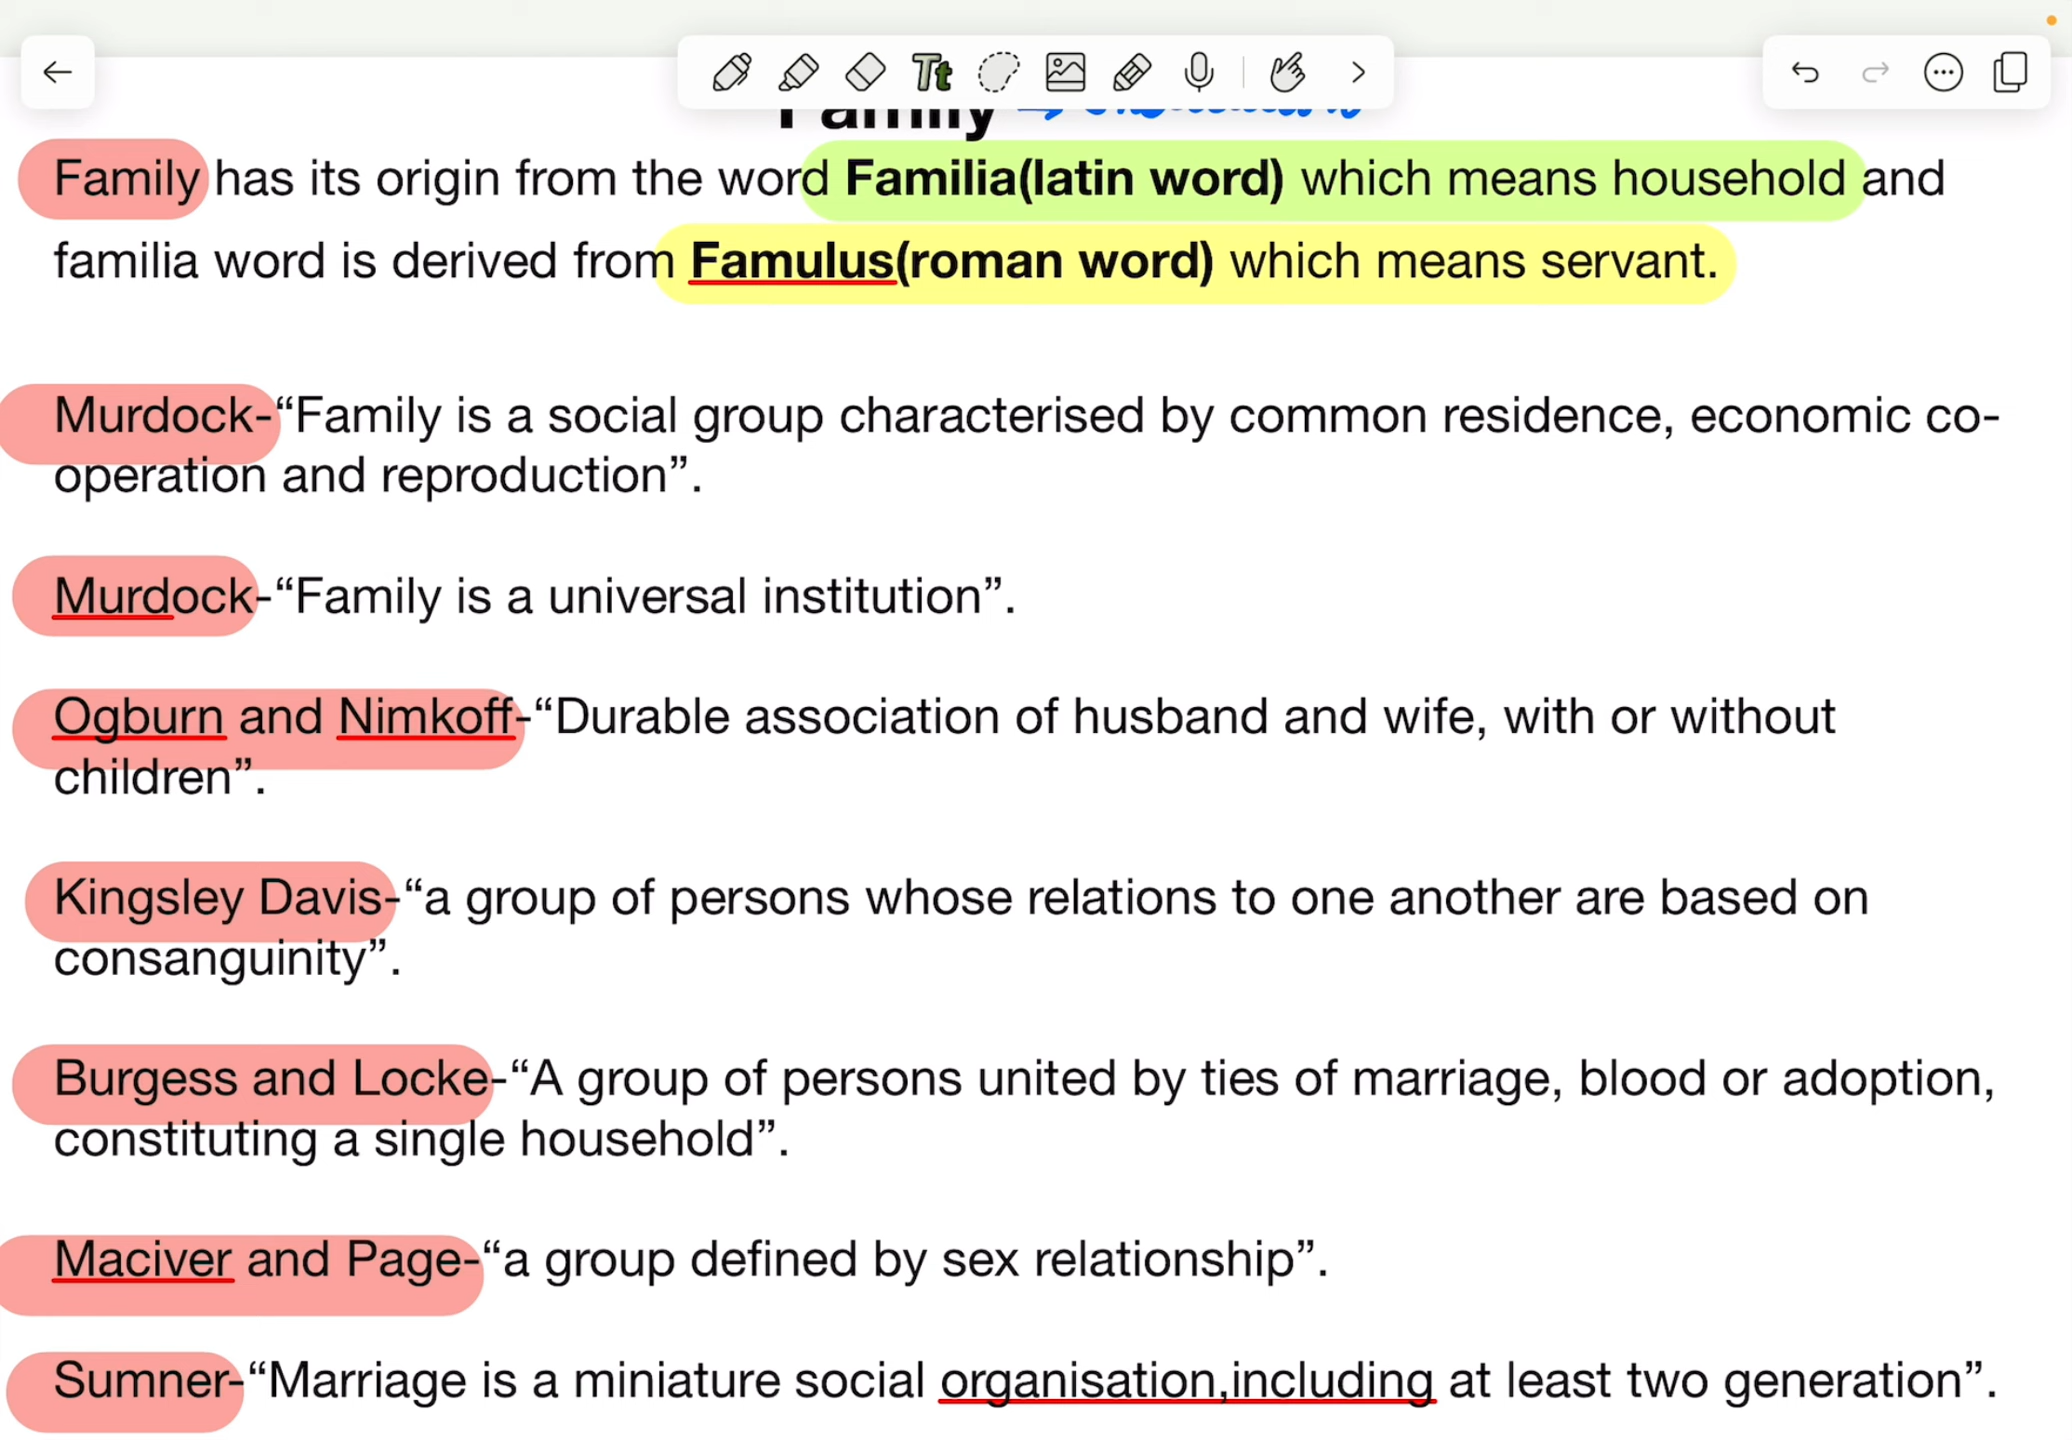 Family
Family has its origin from the word Familia(latin word) which means household and
familia word is derived from Famulus(roman word) which means servant.
Murdock-“Family is a social group characterised by common residence, economic co-
operation and reproduction”.
Murdock-“Family is a universal institution”.
Ogburn and Nimkoff-“Durable association of husband and wife, with or without
children”.
Kingsley Davis-“a group of persons whose relations to one another are based on
consanguinity”.
Burgess and Locke-“A group of persons united by ties of marriage, blood or adoption,
constituting a single household”.
Maciver and Page-“a group defined by sex relationship”.
Sumner-“Marriage is a miniature social organisation,including at least two generation”.